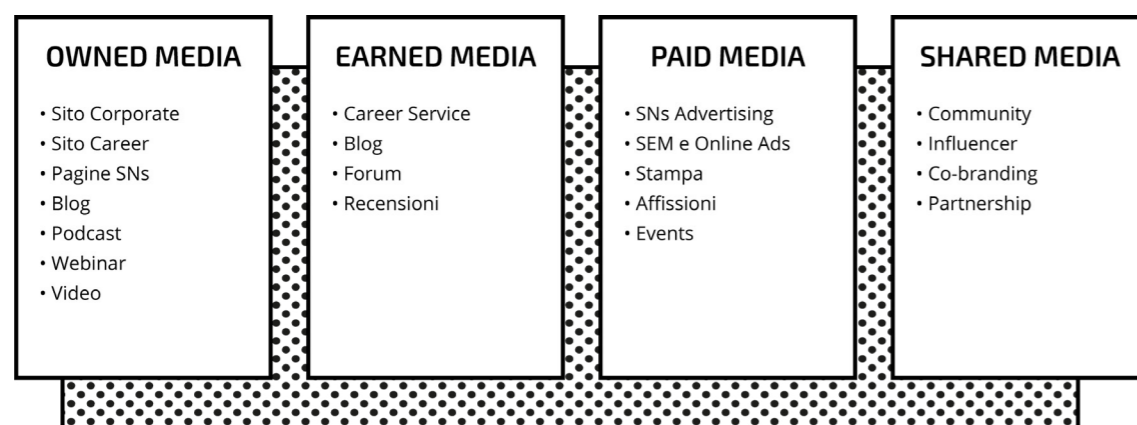 OWNED MEDIA
• Sito Corporate
• Sito Career
• Pagine SNs
• Blog
• Podcast
• Webinar
• Video
EARNED MEDIA
• Career Service
• Blog
• Forum
• Recensioni
PAID MEDIA
• SNs Advertising
• SEM e Online Ads
• Stampa
• Affissioni
• Events
SHARED MEDIA
• Community
• Influencer
• Co-branding
• Partnership